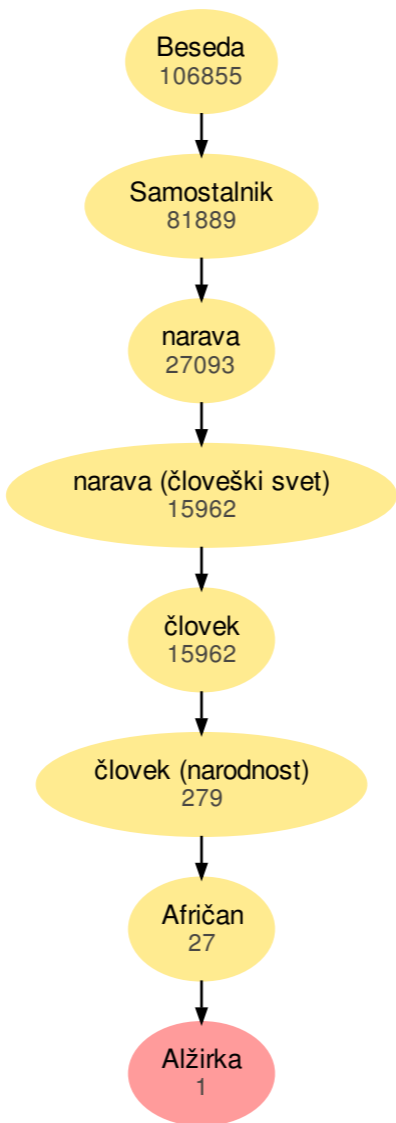 Beseda
106855
Samostalnik
81889
narava
27093
narava (človeški svet)
15962
človek
15962
človek (narodnost)
279
Afričan
27
Alžirka
1